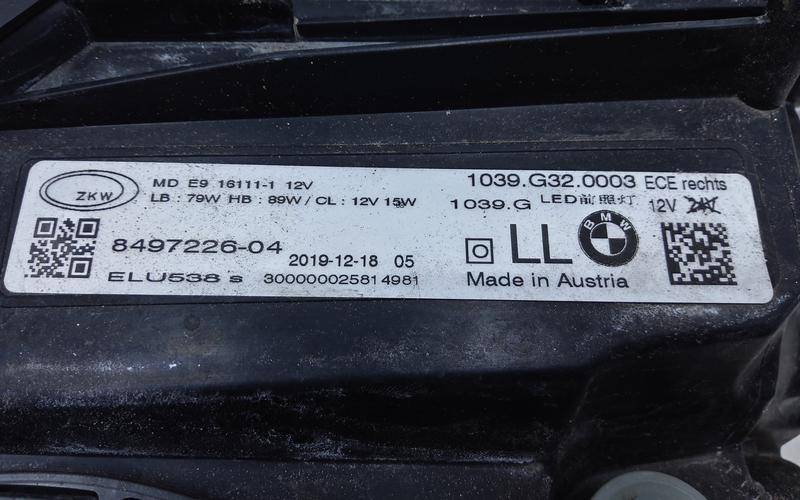 ZKW
MD E9 16111-1 12V
LB : 79W HB : 89W / CL : 12V 15W
8497226-04
2019-12-18 05
ELU538 s 30000002581498​1
1039.G32.0003 ECE rechts
1039.G LED前照灯 12V 24V
LL
BMW
Made in Austria